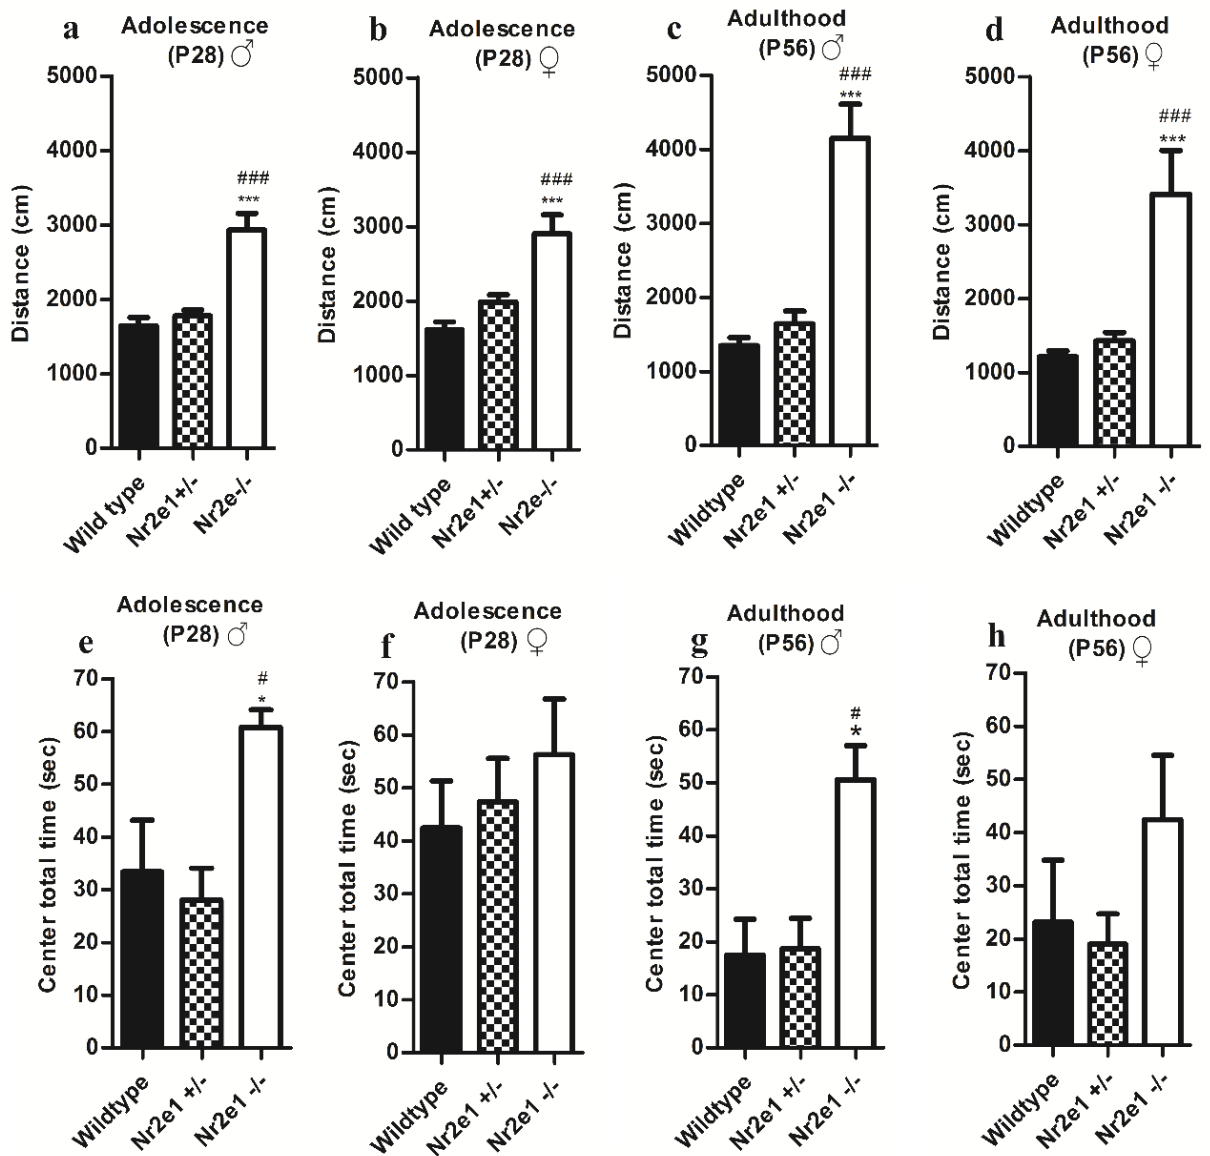 a Adolescence
(P28) ♂
5000
4000
3000
2000
1000
0
Distance (cm)
###
***
Wild type
Nr2e1+/-
Nr2e-/-
b Adolescence
(P28) ♀
5000
4000
3000
2000
1000
0
Distance (cm)
###
***
Wild type
Nr2e1+/-
Nr2e-/-
c Adulthood
(P56) ♂
5000
4000
3000
2000
1000
0
Distance (cm)
###
***
Wildtype
Nr2e1 +/-
Nr2e1 -/-
d Adulthood
(P56) ♀
5000
4000
3000
2000
1000
0
Distance (cm)
###
***
Wildtype
Nr2e1 +/-
Nr2e1 -/-
e Adolescence
(P28) ♂
70
60
50
40
30
20
10
0
Center total time (sec)
#
*
Wildtype
Nr2e1 +/-
Nr2e1 -/-
f Adolescence
(P28) ♀
70
60
50
40
30
20
10
0
Center total time (sec)
Wildtype
Nr2e1 +/-
Nr2e1 -/-
g Adulthood
(P56) ♂
70
60
50
40
30
20
10
0
Center total time (sec)
#
*
Wildtype
Nr2e1 +/-
Nr2e1 -/-
h Adulthood
(P56) ♀
70
60
50
40
30
20
10
0
Center total time (sec)
Wildtype
Nr2e1 +/-
Nr2e1 -/-